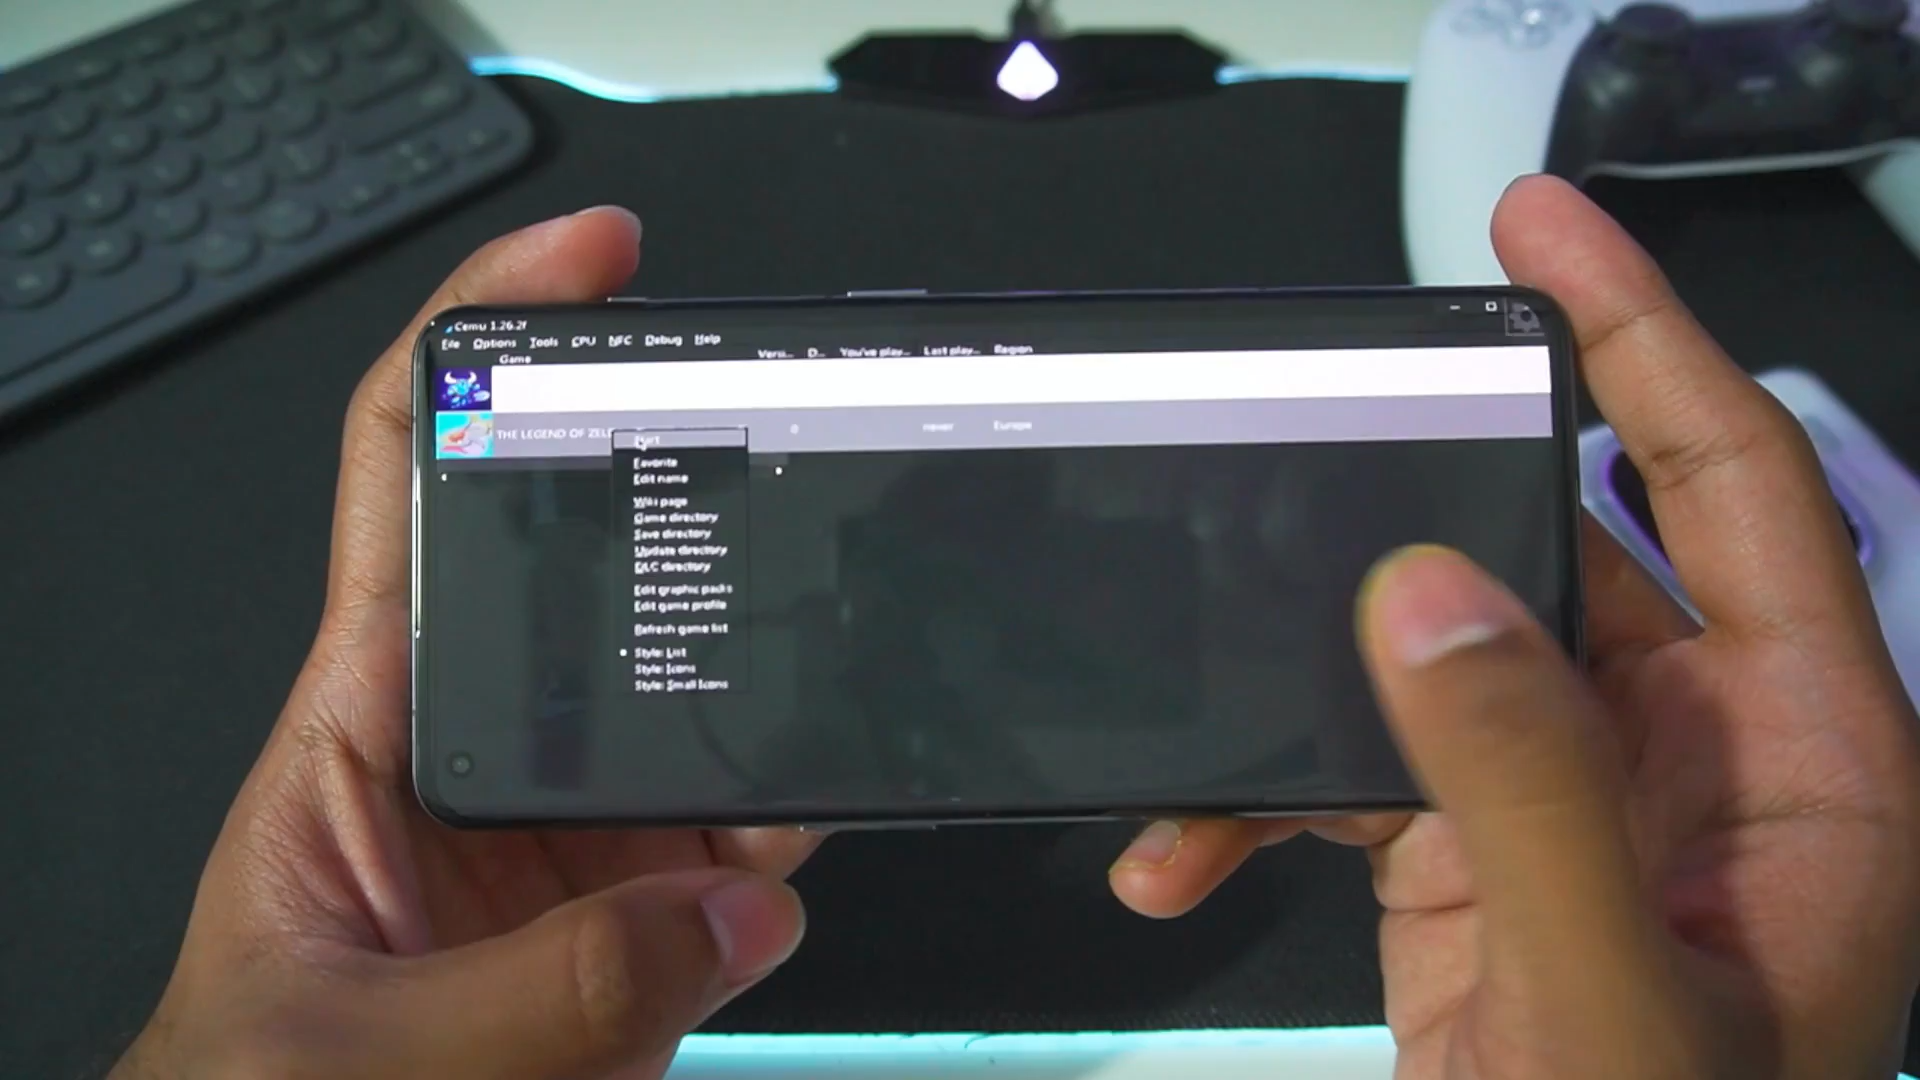 Cemu 1.26.2f
File Options Tools CPU NFC Debug Help
Game Versi... D... You've play... Last play... Region
THE LEGEND OF ZEL 0 never Europe
Start
Favorite
Edit name
Wiki page
Game directory
Save directory
Update directory
DLC directory
Edit graphic packs
Edit game profile
Refresh game list
Style: List
Style: Icons
Style: Small Icons